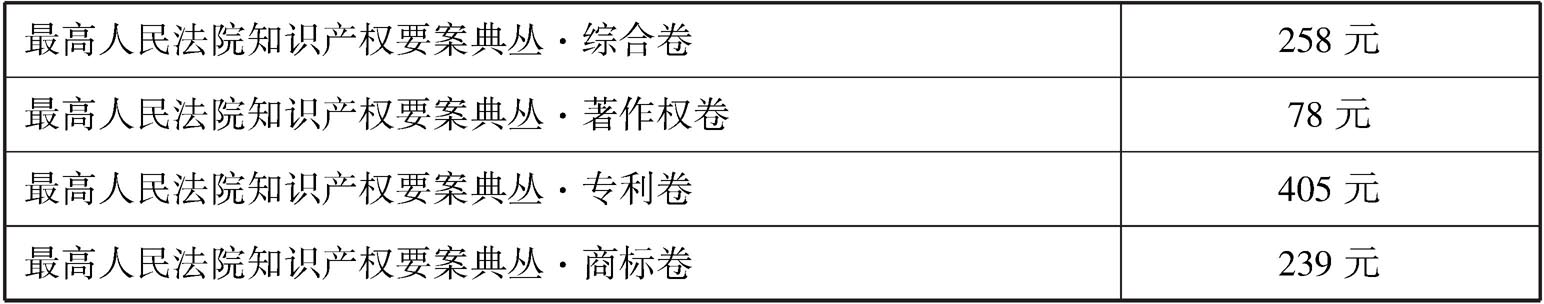 最高人民法院知识产权要案典丛·综合卷 258 元
最高人民法院知识产权要案典丛·著作权卷 78 元
最高人民法院知识产权要案典丛·专利卷 405 元
最高人民法院知识产权要案典丛·商标卷 239 元